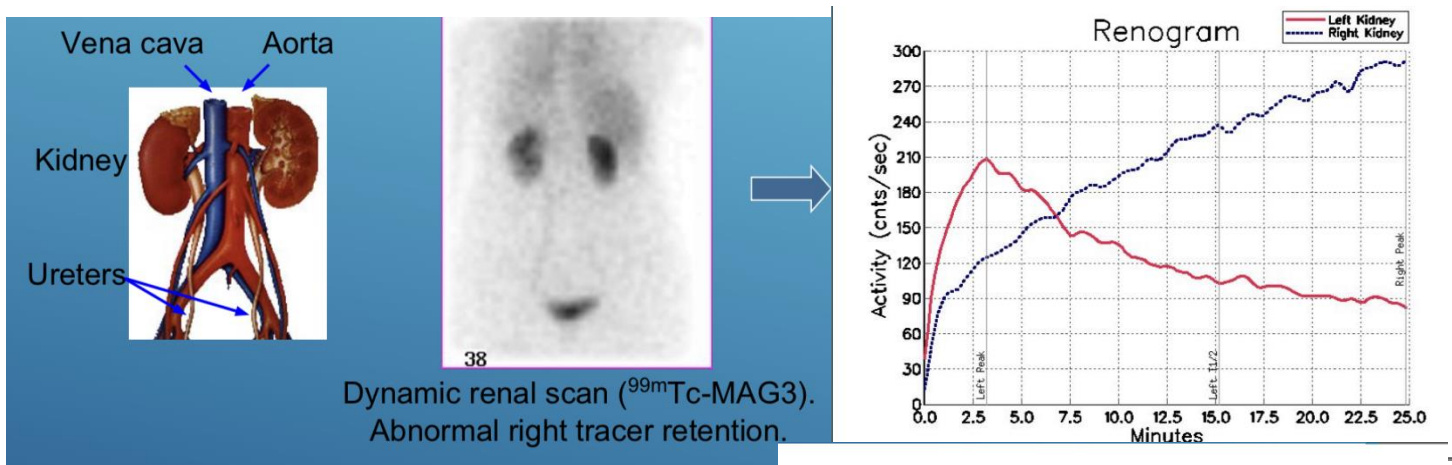 Vena cava Aorta
Kidney
Ureters
38
Dynamic renal scan (99mTc-MAG3).
Abnormal right tracer retention.
Renogram
Left Kidney
Right Kidney
Activity (cnts/sec)
300
270
240
210
180
150
120
90
60
30
0
Left Peak
Left T1/2
Right Peak
0.0 2.5 5.0 7.5 10.0 12.5 15.0 17.5 20.0 22.5 25.0
Minutes